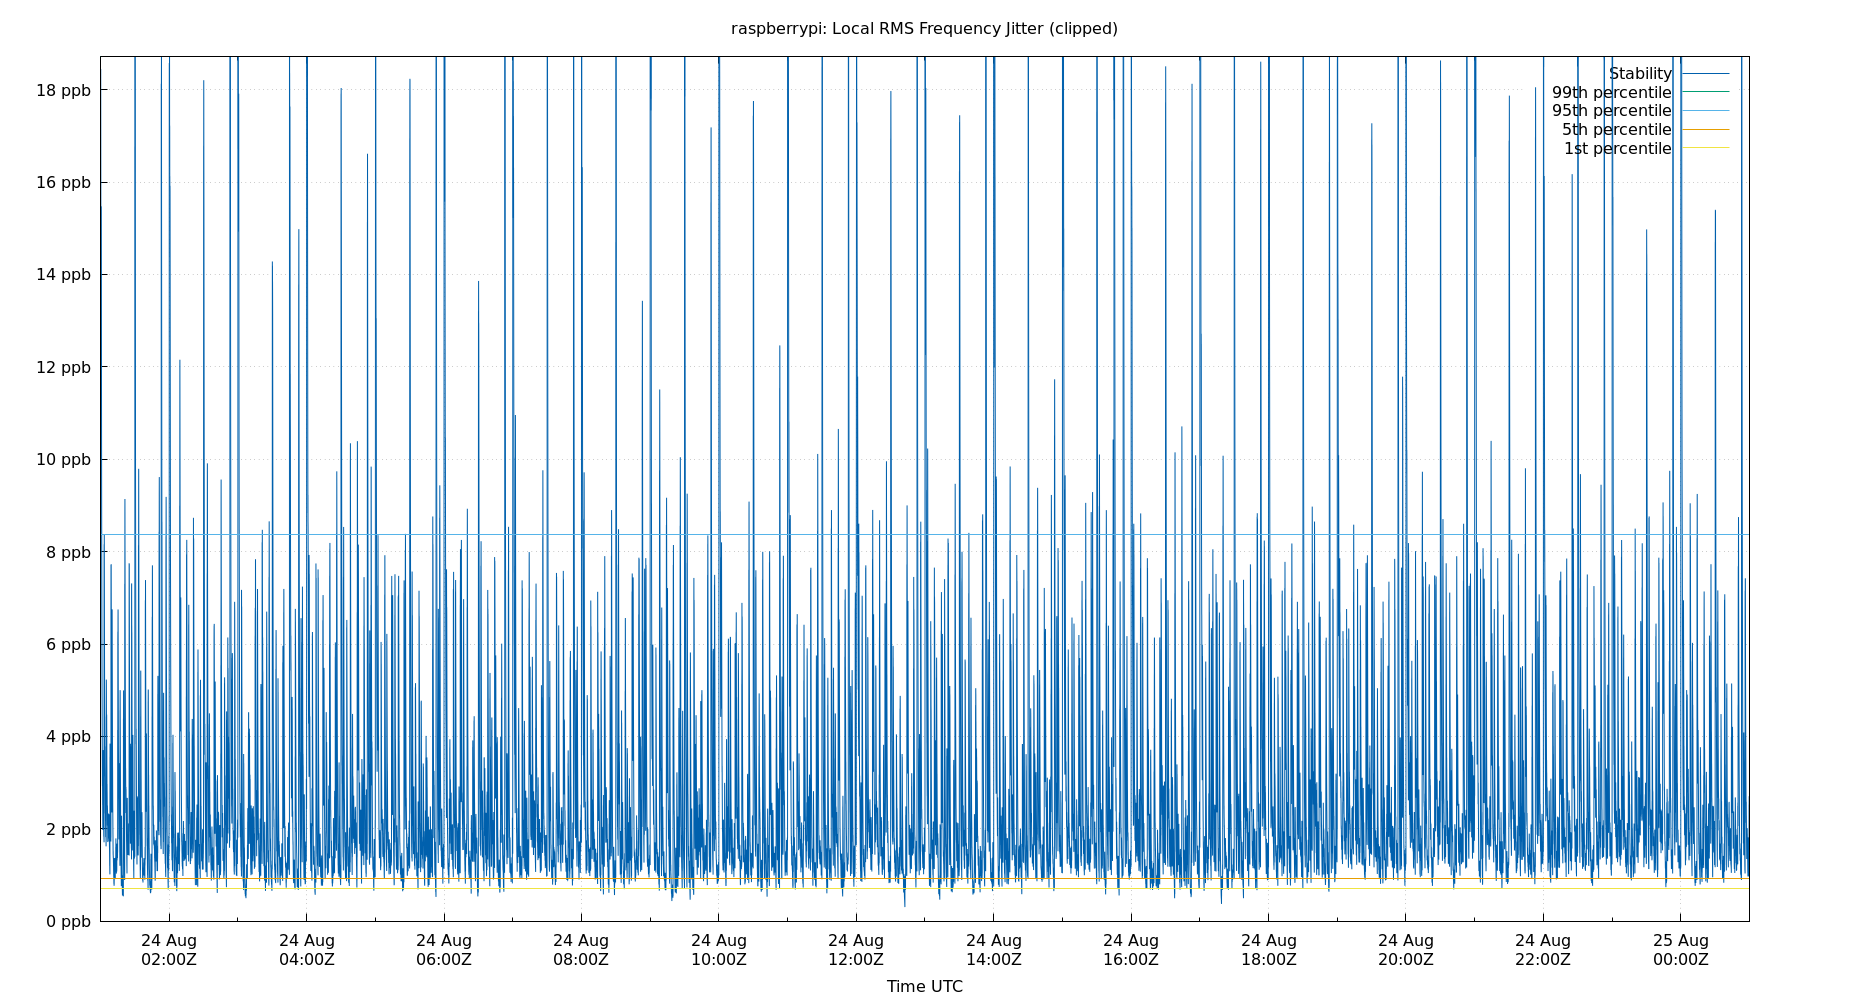 raspberrypi: Local RMS Frequency Jitter (clipped)
Stability
99th percentile
95th percentile
5th percentile
1st percentile
18 ppb
16 ppb
14 ppb
12 ppb
10 ppb
8 ppb
6 ppb
4 ppb
2 ppb
0 ppb
24 Aug 24 Aug 24 Aug 24 Aug 24 Aug 24 Aug 24 Aug 24 Aug 24 Aug 24 Aug 24 Aug 25 Aug
02:00Z 04:00Z 06:00Z 08:00Z 10:00Z 12:00Z 14:00Z 16:00Z 18:00Z 20:00Z 22:00Z 00:00Z
Time UTC